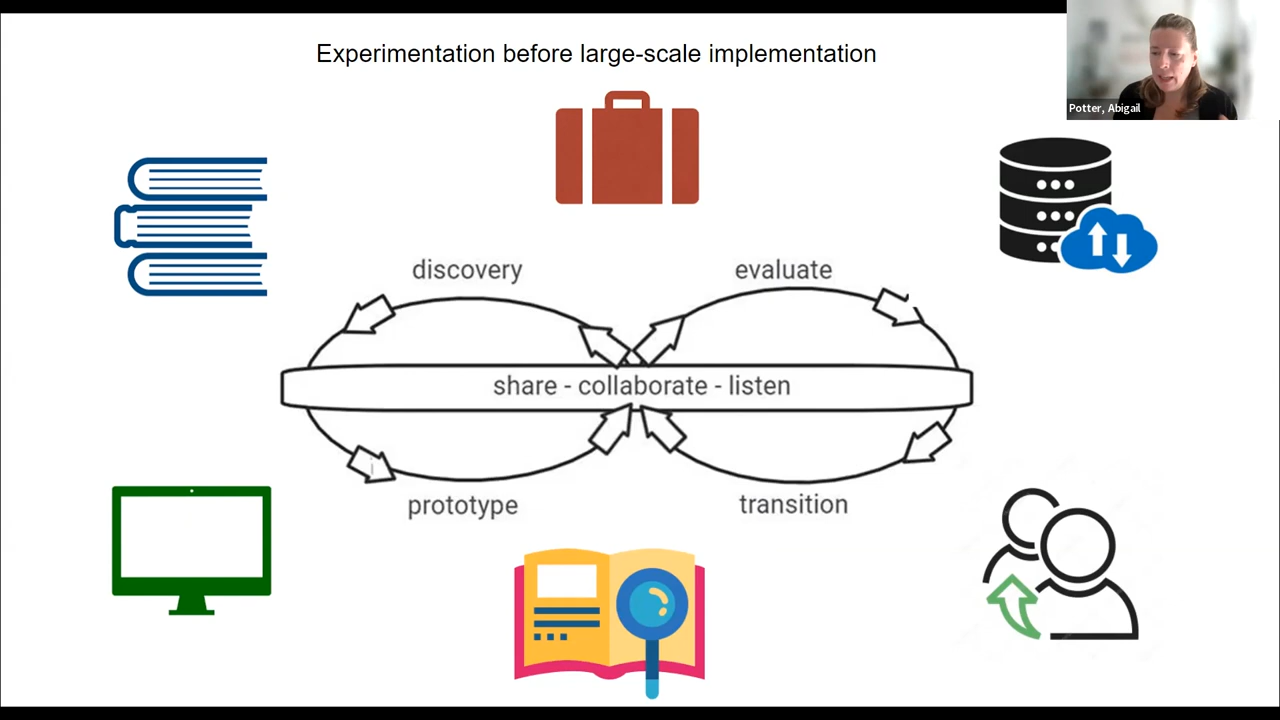 Experimentation before large-scale implementation
Potter, Abigail
discovery
evaluate
share - collaborate - listen
prototype
transition